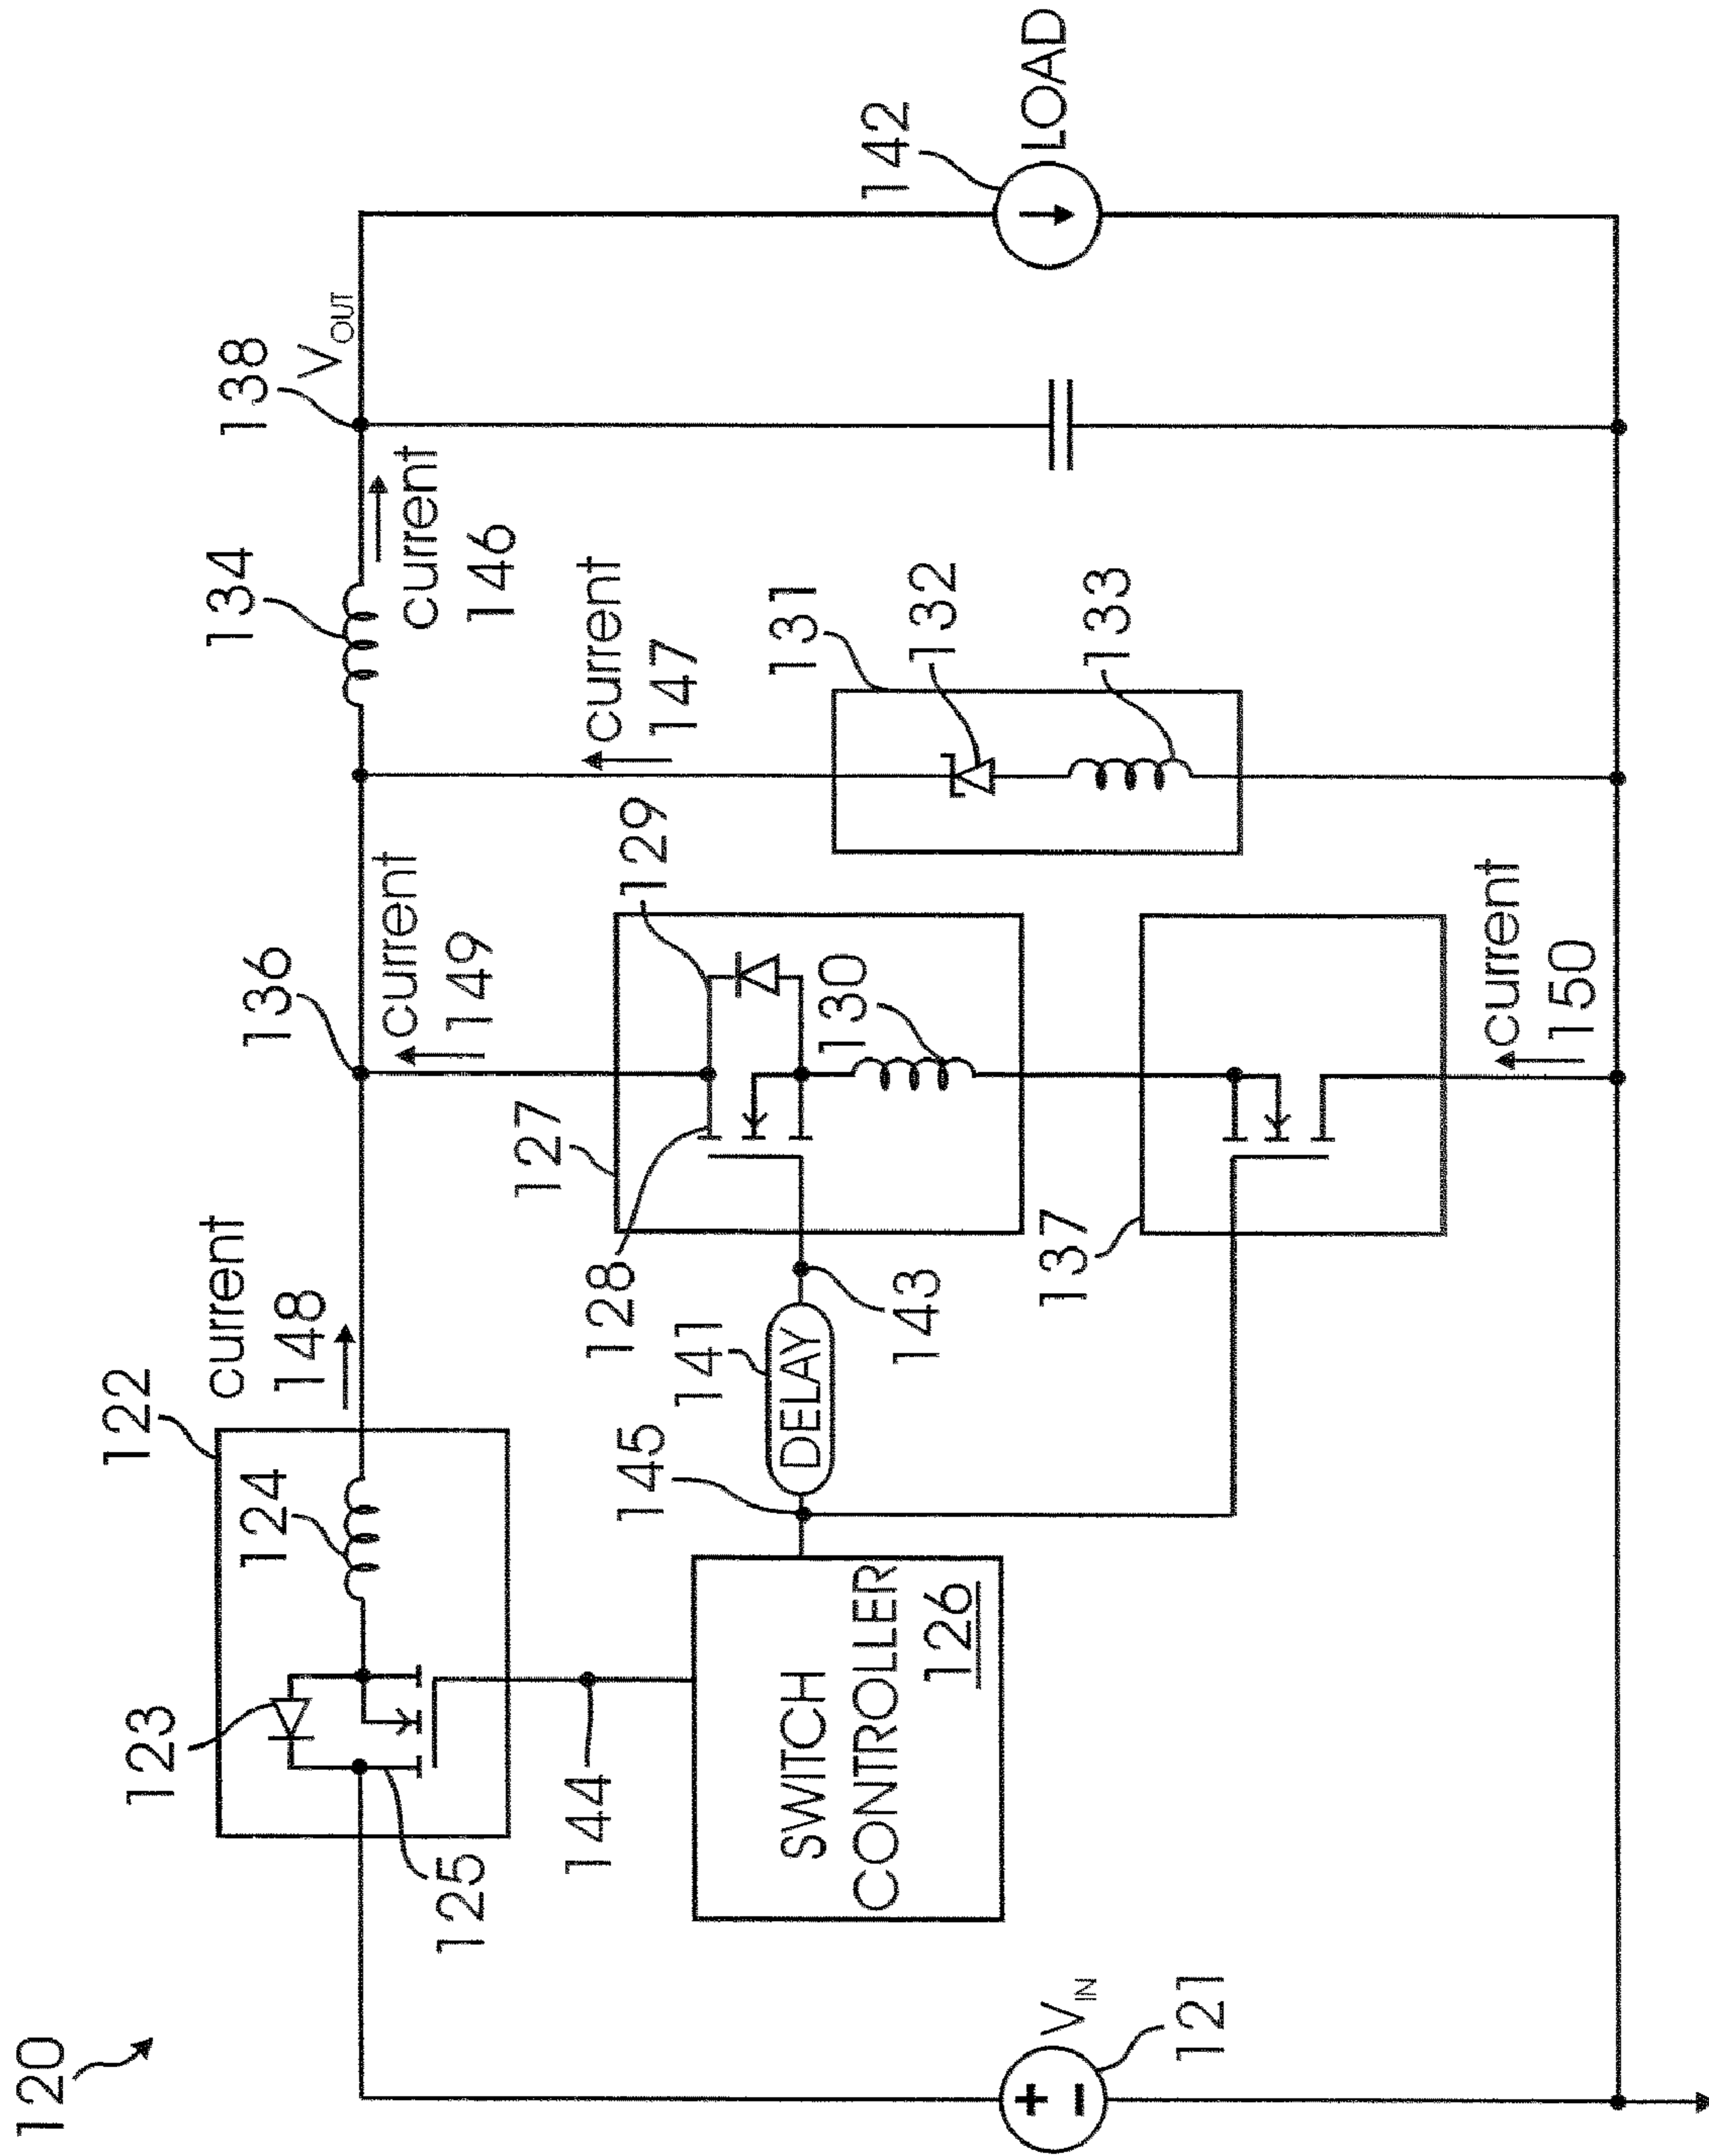 120
122
123
124
125
current
148
136
current
149
134
current
146
138
V_OUT
142
LOAD
current
147
131
132
133
127
128
129
130
141
DELAY
143
145
144
SWITCH
CONTROLLER
126
137
current
150
V_IN
121